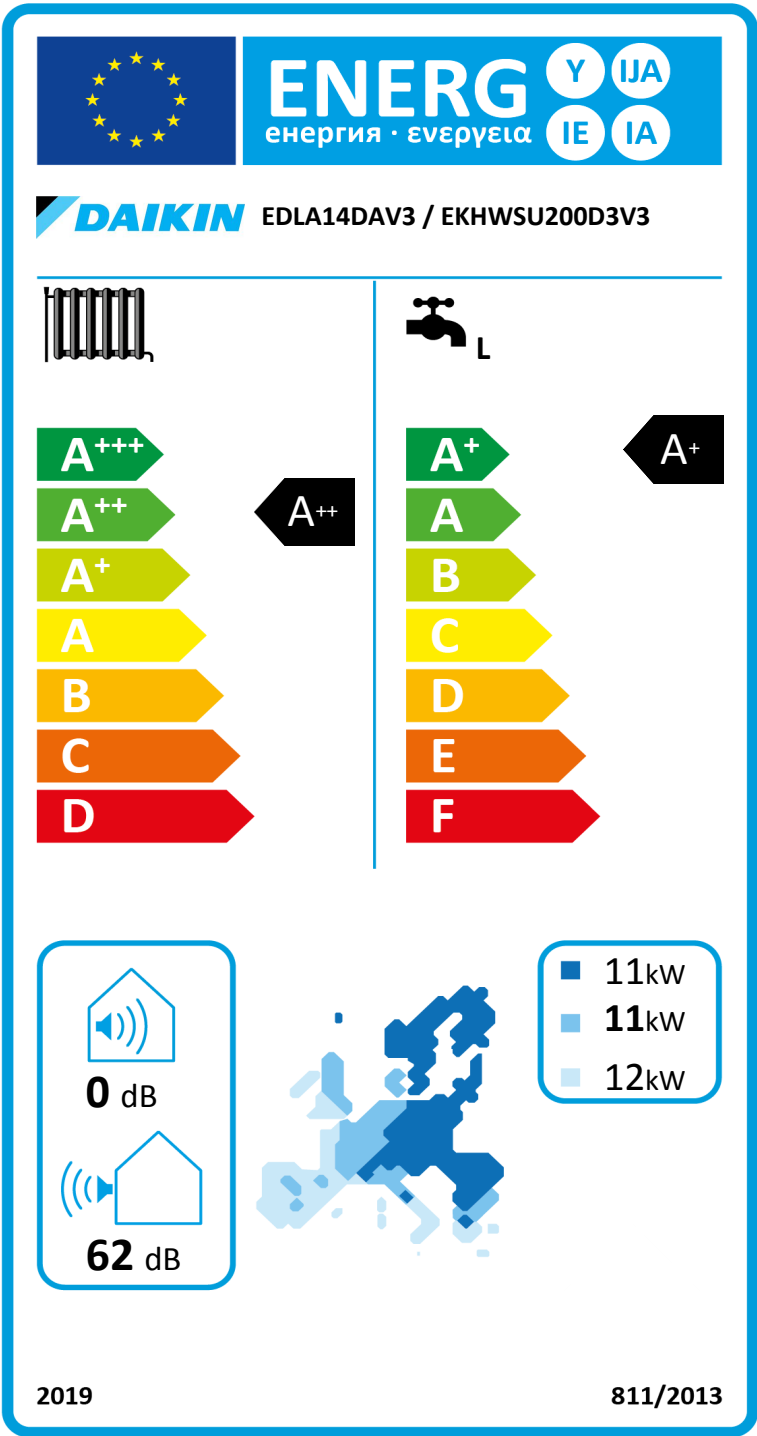 ENERG Y IJA
енергия · ενεργεια IE IA
DAIKIN EDLA14DAV3 / EKHWSU200D3V3
L
A+++
A++
A+
A
B
C
D
A++
A+
A
B
C
D
E
F
A+
0 dB
62 dB
11kW
11kW
12kW
2019
811/2013